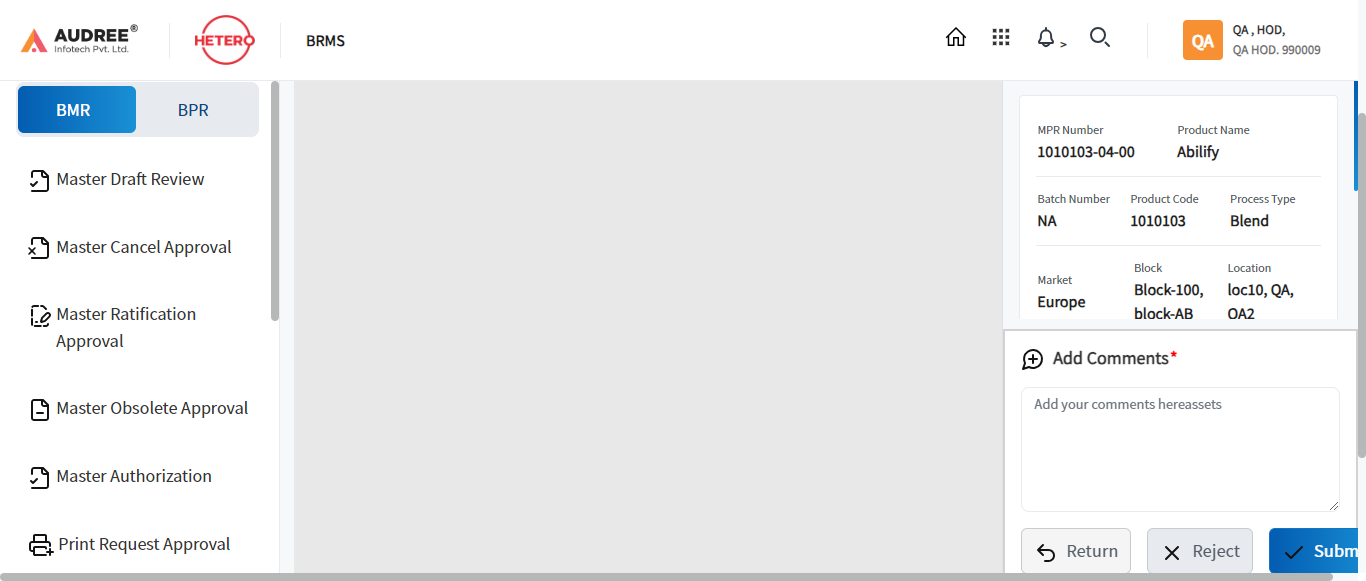 AUDREE®
Infotech Pvt. Ltd.
HETERO
BRMS
>
QA
QA , HOD,
QA HOD. 990009
BMR
BPR
Master Draft Review
Master Cancel Approval
Master Ratification
Approval
Master Obsolete Approval
Master Authorization
Print Request Approval
MPR Number
Product Name
1010103-04-00
Abilify
Batch Number
Product Code
Process Type
NA
1010103
Blend
Market
Europe
Block
Block-100,
block-AB
Location
loc10, QA,
QA2
Add Comments*
Add your comments hereassets
Return
Reject
Subm